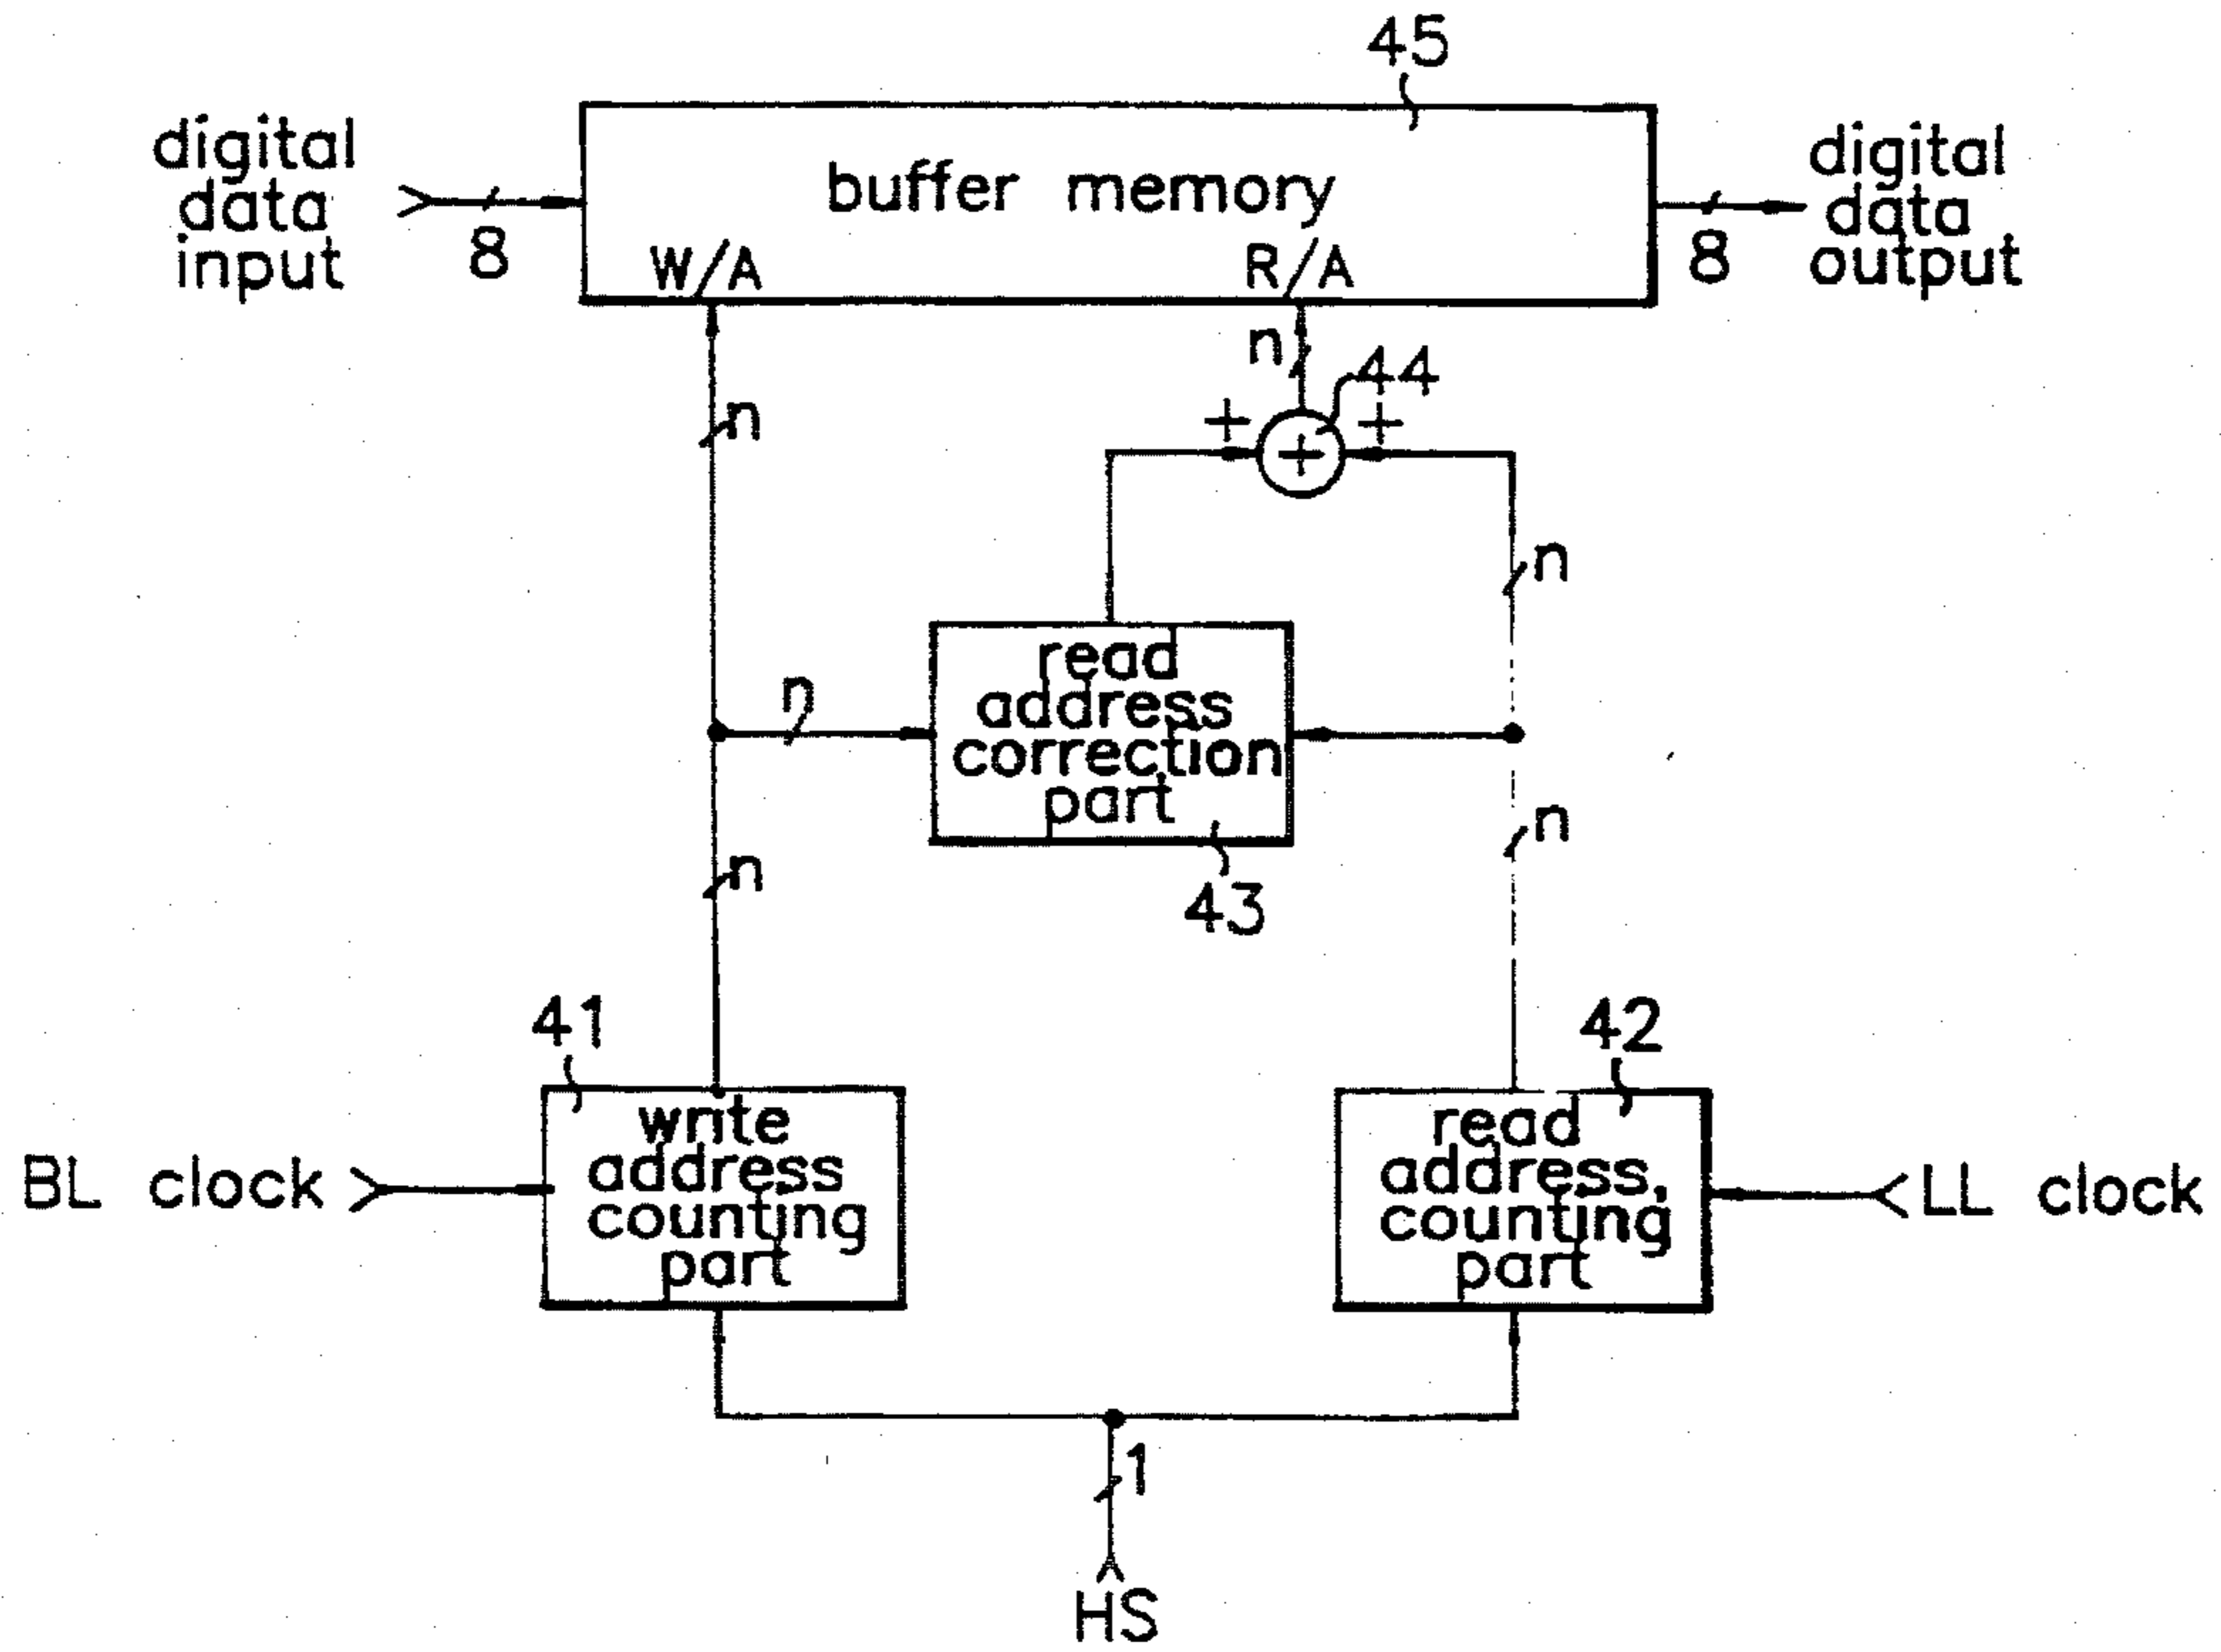 45
digital
data
input
8
buffer memory
W/A
R/A
8
digital
data
output
n
44
+
+
+
n
n
read
address
correction
part
n
n
43
n
41
42
BL clock
write
address
counting
part
read
address,
counting
part
LL clock
1
HS